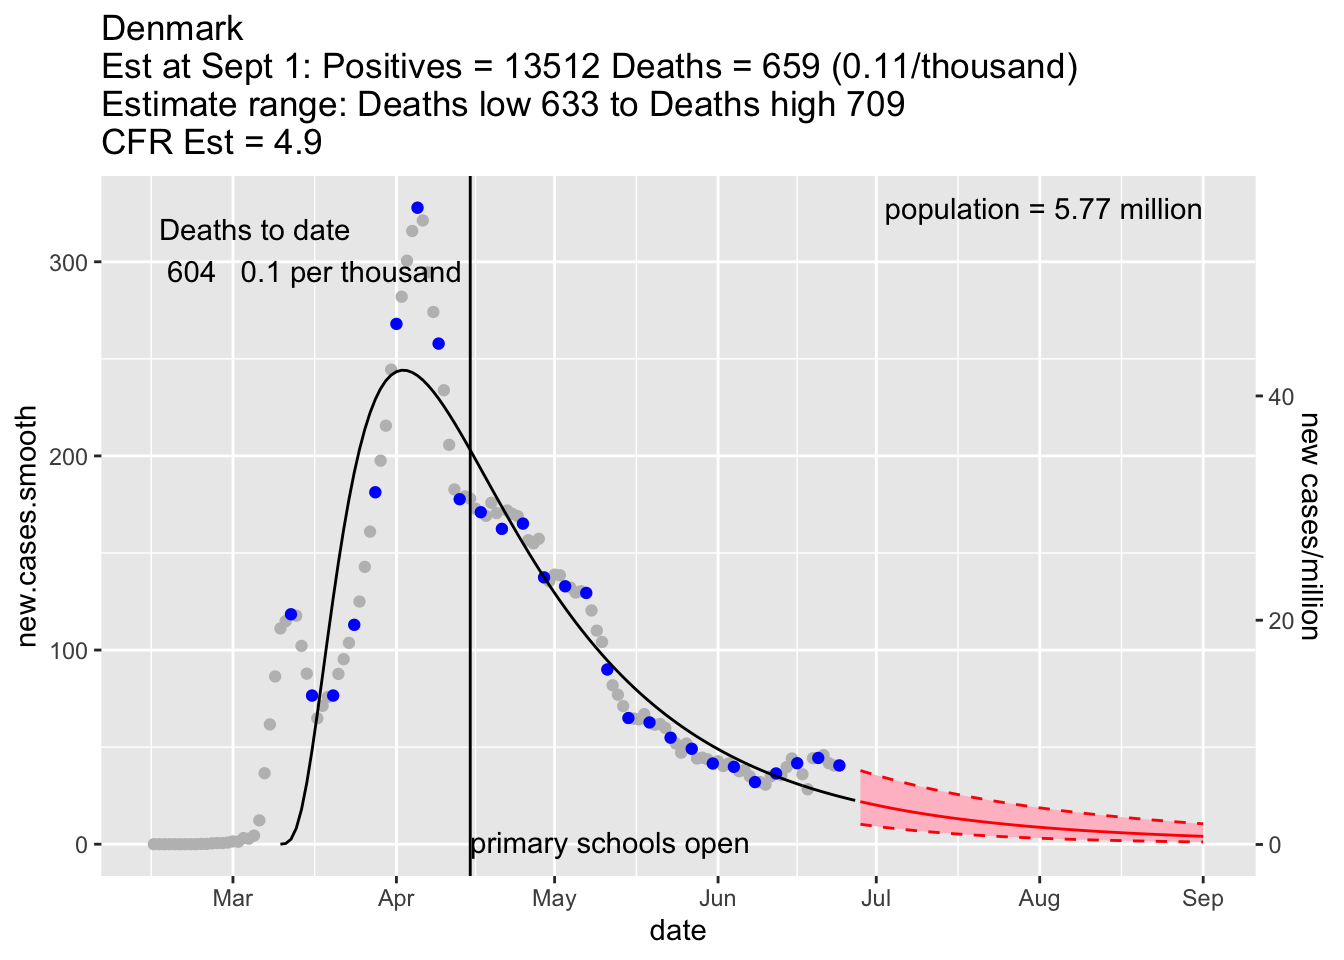 Denmark
Est at Sept 1: Positives = 13512 Deaths = 659 (0.11/thousand)
Estimate range: Deaths low 633 to Deaths high 709
CFR Est = 4.9
population = 5.77 million
Deaths to date
604 0.1 per thousand
300
200
100
0
new.cases.smooth
40
20
0
new cases/million
primary schools open
Mar Apr May Jun Jul Aug Sep
date